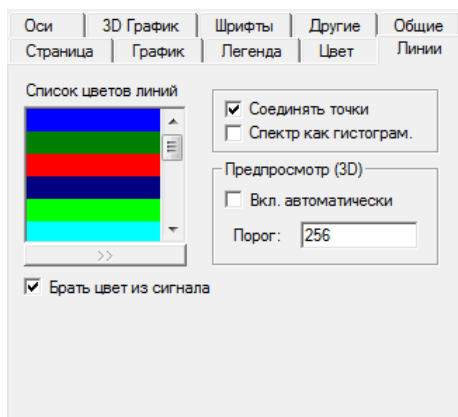 Оси 3D График Шрифты Другие Общие
Страница График Легенда Цвет Линии
Список цветов линий
Соединять точки
Спектр как гистограм.
Предпросмотр (3D)
Вкл. автоматически
Порог: 256
>>
Брать цвет из сигнала